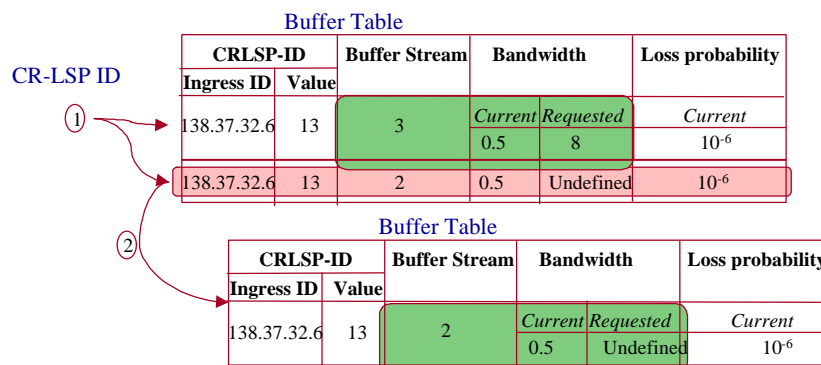 Buffer Table
CRLSP-ID Buffer Stream Bandwidth Loss probability
CR-LSP ID
Ingress ID Value
1 138.37.32.6 13 3 Current Requested Current
0.5 8 10-6
138.37.32.6 13 2 0.5 Undefined 10-6
Buffer Table
2
CRLSP-ID Buffer Stream Bandwidth Loss probability
Ingress ID Value
138.37.32.6 13 2 Current Requested Current
0.5 Undefined 10-6